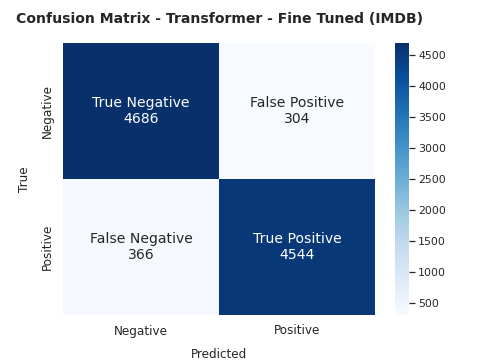 Confusion Matrix - Transformer - Fine Tuned (IMDB)
True Negative
4686
False Positive
304
False Negative
366
True Positive
4544
True
Negative
Positive
Negative
Positive
Predicted
4500
4000
3500
3000
2500
2000
1500
1000
500